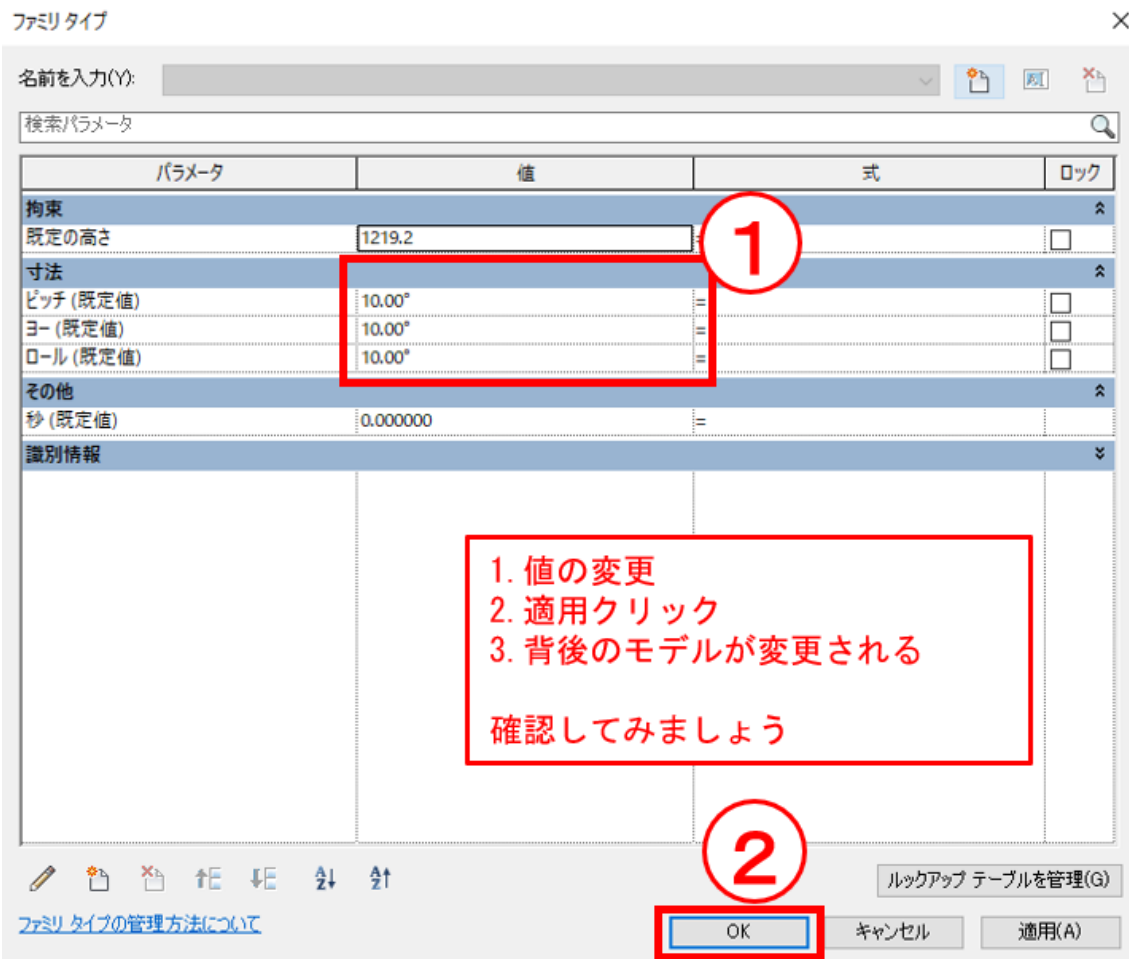 ファミリ タイプ
名前を入力(Y):
検索パラメータ
パラメータ 値 式 ロック
拘束
既定の高さ 1219.2 =
1
寸法
ピッチ (既定値) 10.00° =
ヨー (既定値) 10.00° =
ロール (既定値) 10.00° =
その他
秒 (既定値) 0.000000 =
識別情報
1. 値の変更
2. 適用クリック
3. 背後のモデルが変更される
確認してみましょう
2
ルックアップ テーブルを管理(G)
ファミリ タイプの管理方法について
OK キャンセル 適用(A)